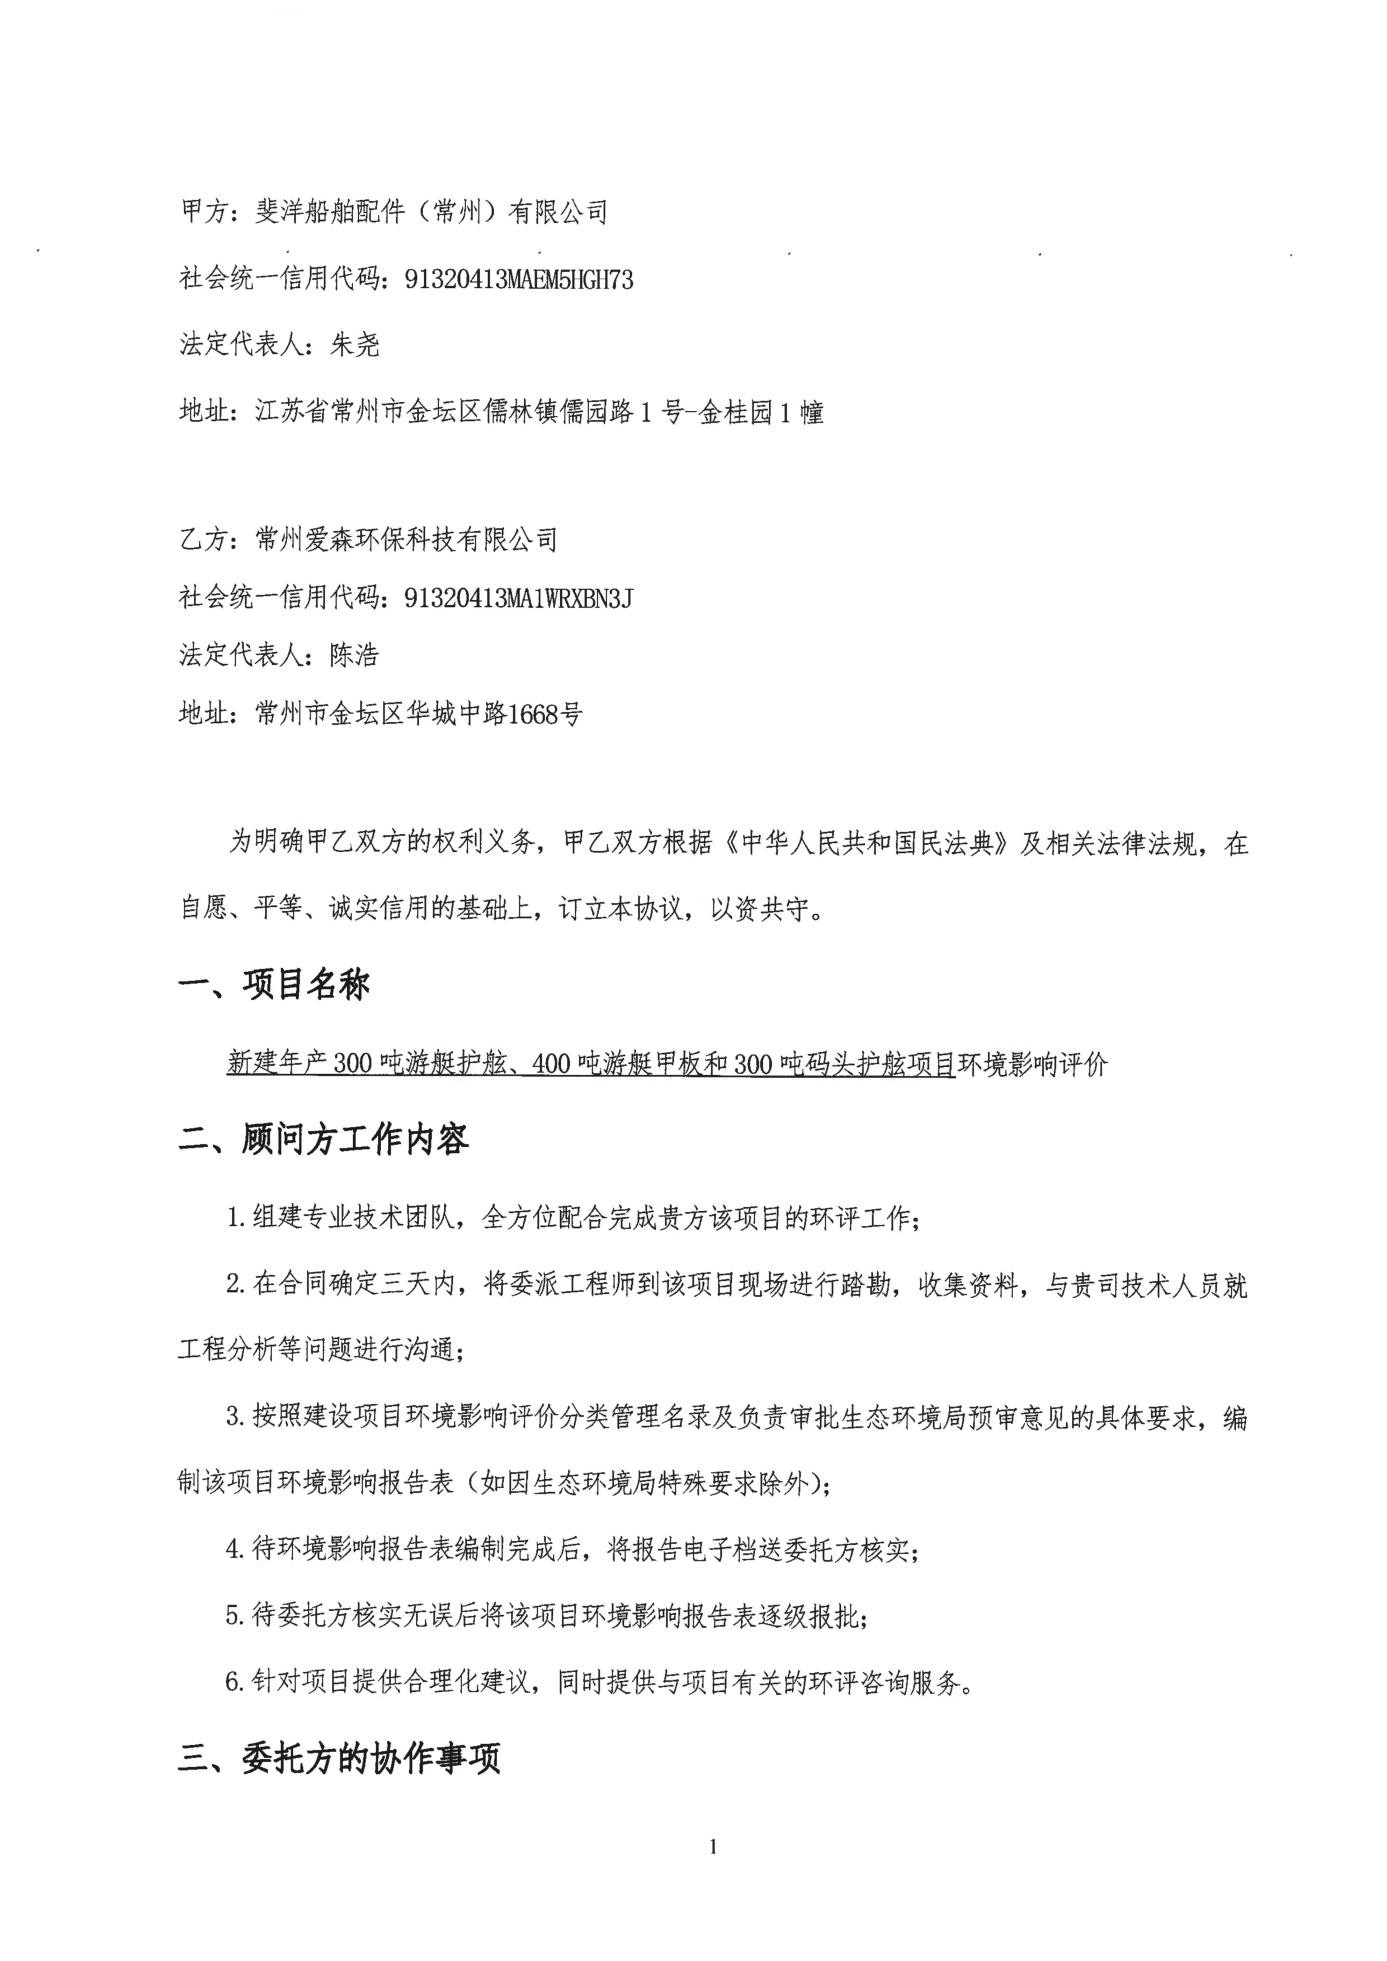 甲方：斐洋船舶配件（常州）有限公司
社会统一信用代码：91320413MAEM5HGH73
法定代表人：朱尧
地址：江苏省常州市金坛区儒林镇儒园路1号-金桂园1幢
乙方：常州爱森环保科技有限公司
社会统一信用代码：91320413MA1WRXBN3J
法定代表人：陈浩
地址：常州市金坛区华城中路1668号
为明确甲乙双方的权利义务，甲乙双方根据《中华人民共和国民法典》及相关法律法规，在
自愿、平等、诚实信用的基础上，订立本协议，以资共守。
一、项目名称
新建年产300吨游艇护舷、400吨游艇甲板和300吨码头护舷项目环境影响评价
二、顾问方工作内容
1.组建专业技术团队，全方位配合完成贵方该项目的环评工作；
2.在合同确定三天内，将委派工程师到该项目现场进行踏勘，收集资料，与贵司技术人员就
工程分析等问题进行沟通；
3.按照建设项目环境影响评价分类管理名录及负责审批生态环境局预审意见的具体要求，编
制该项目环境影响报告表（如因生态环境局特殊要求除外）；
4.待环境影响报告表编制完成后，将报告电子档送委托方核实；
5.待委托方核实无误后将该项目环境影响报告表逐级报批；
6.针对项目提供合理化建议，同时提供与项目有关的环评咨询服务。
三、委托方的协作事项
1